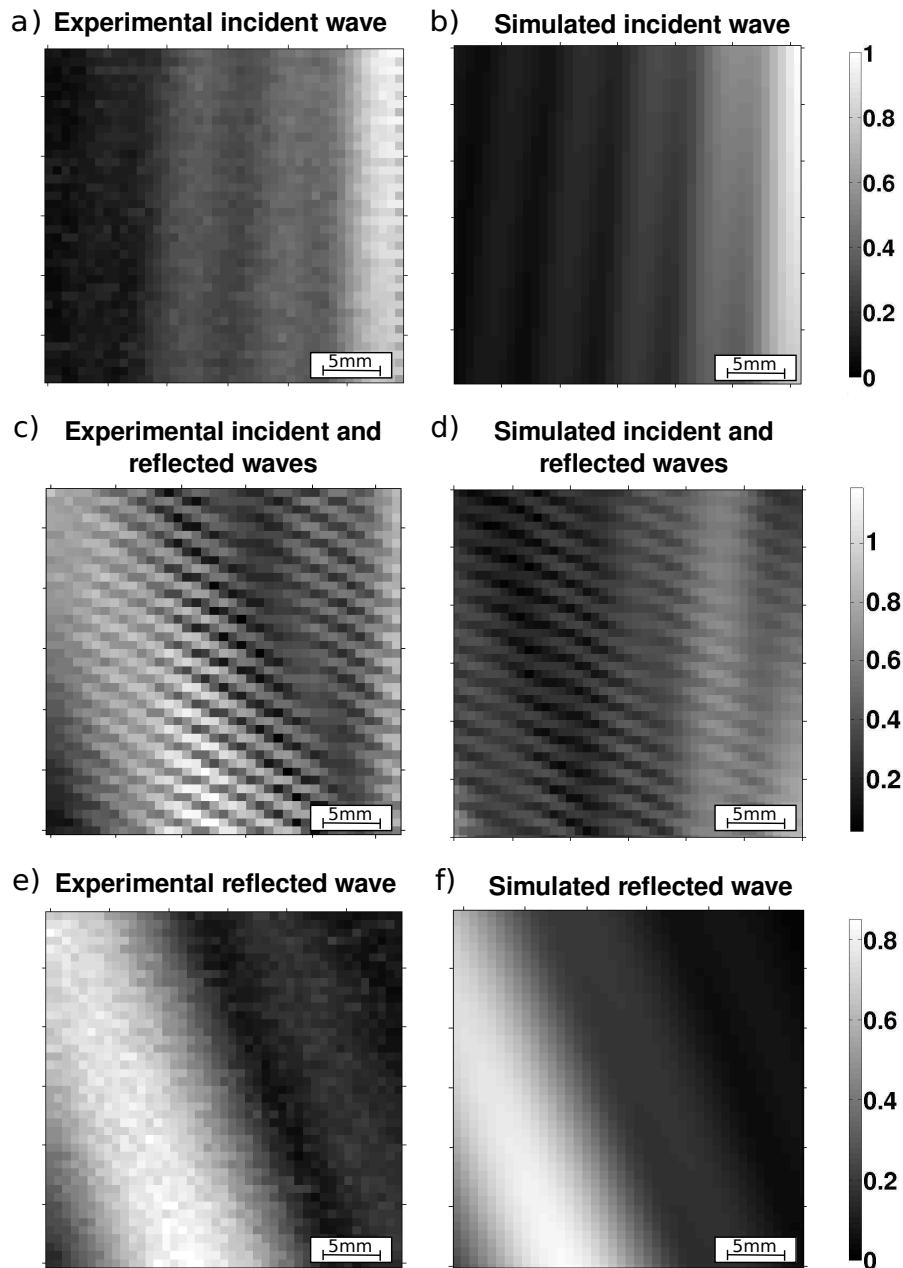 a) Experimental incident wave
b) Simulated incident wave
5mm
5mm
1
0.8
0.6
0.4
0.2
0
c) Experimental incident and
reflected waves
d) Simulated incident and
reflected waves
5mm
5mm
1
0.8
0.6
0.4
0.2
e) Experimental reflected wave
f) Simulated reflected wave
5mm
5mm
0.8
0.6
0.4
0.2
0